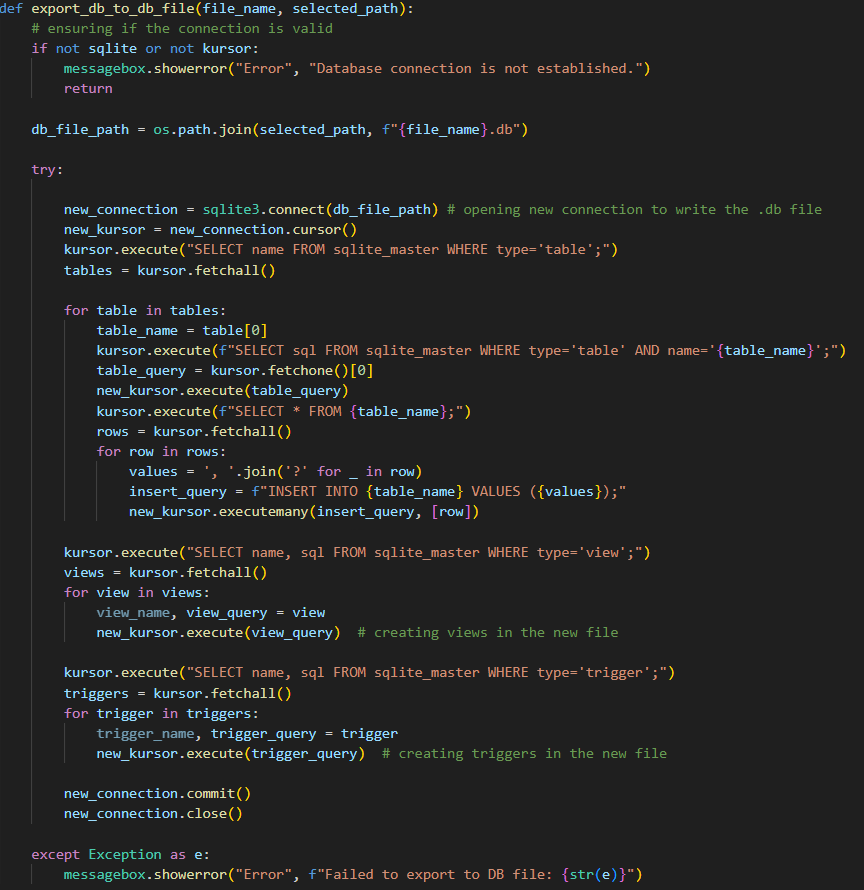 def export_db_to_db_file(file_name, selected_path):
    # ensuring if the connection is valid
    if not sqlite or not kursor:
        messagebox.showerror("Error", "Database connection is not established.")
        return

    db_file_path = os.path.join(selected_path, f"{file_name}.db")

    try:

        new_connection = sqlite3.connect(db_file_path) # opening new connection to write the .db file
        new_kursor = new_connection.cursor()
        kursor.execute("SELECT name FROM sqlite_master WHERE type='table';")
        tables = kursor.fetchall()

        for table in tables:
            table_name = table[0]
            kursor.execute(f"SELECT sql FROM sqlite_master WHERE type='table' AND name='{table_name}';")
            table_query = kursor.fetchone()[0]
            new_kursor.execute(table_query)
            kursor.execute(f"SELECT * FROM {table_name};")
            rows = kursor.fetchall()
            for row in rows:
                values = ', '.join('?' for _ in row)
                insert_query = f"INSERT INTO {table_name} VALUES ({values});"
                new_kursor.executemany(insert_query, [row])

        kursor.execute("SELECT name, sql FROM sqlite_master WHERE type='view';")
        views = kursor.fetchall()
        for view in views:
            view_name, view_query = view
            new_kursor.execute(view_query)  # creating views in the new file

        kursor.execute("SELECT name, sql FROM sqlite_master WHERE type='trigger';")
        triggers = kursor.fetchall()
        for trigger in triggers:
            trigger_name, trigger_query = trigger
            new_kursor.execute(trigger_query)  # creating triggers in the new file

        new_connection.commit()
        new_connection.close()

    except Exception as e:
        messagebox.showerror("Error", f"Failed to export to DB file: {str(e)}")